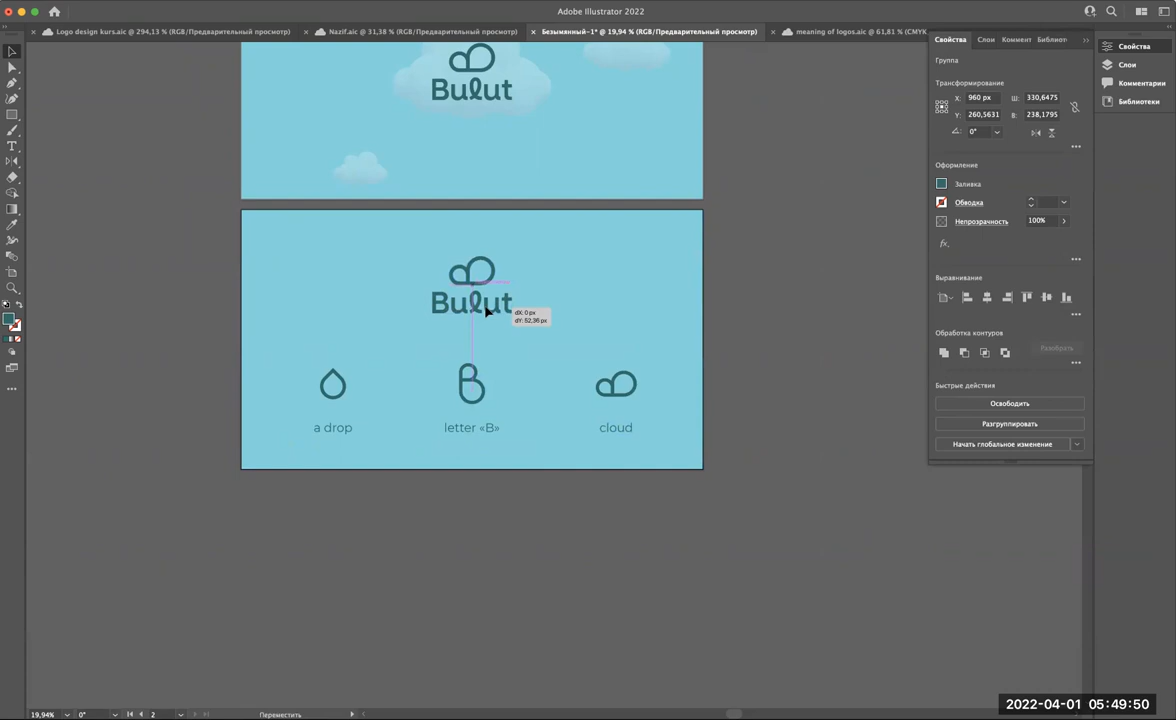 Adobe Illustrator 2022
Logo design kurs.aic @ 294,13 % (RGB/Предварительный просмотр)
Nazif.aic @ 31,38 % (RGB/Предварительный просмотр)
Безымянный-1* @ 19,94 % (RGB/Предварительный просмотр)
meaning of logos.aic @ 61,81 % (CMYK
Свойства
Слои
Коммент
Библиот
Свойства
Слои
Комментарии
Библиотеки
Группа
Трансформирование
X: 960 px
Ш: 330,6475
Y: 260,5631
В: 238,1795
0°
Оформление
Заливка
Обводка
Непрозрачность
100%
fx.
Выравнивание
Обработка контуров
Разобрать
Быстрые действия
Освободить
Разгруппировать
Начать глобальное изменение
Bulut
Bulut
dX: 0 px
dY: 52,36 px
a drop
letter «B»
cloud
19,94%
0°
2
Переместить
2022-04-01 05:49:50